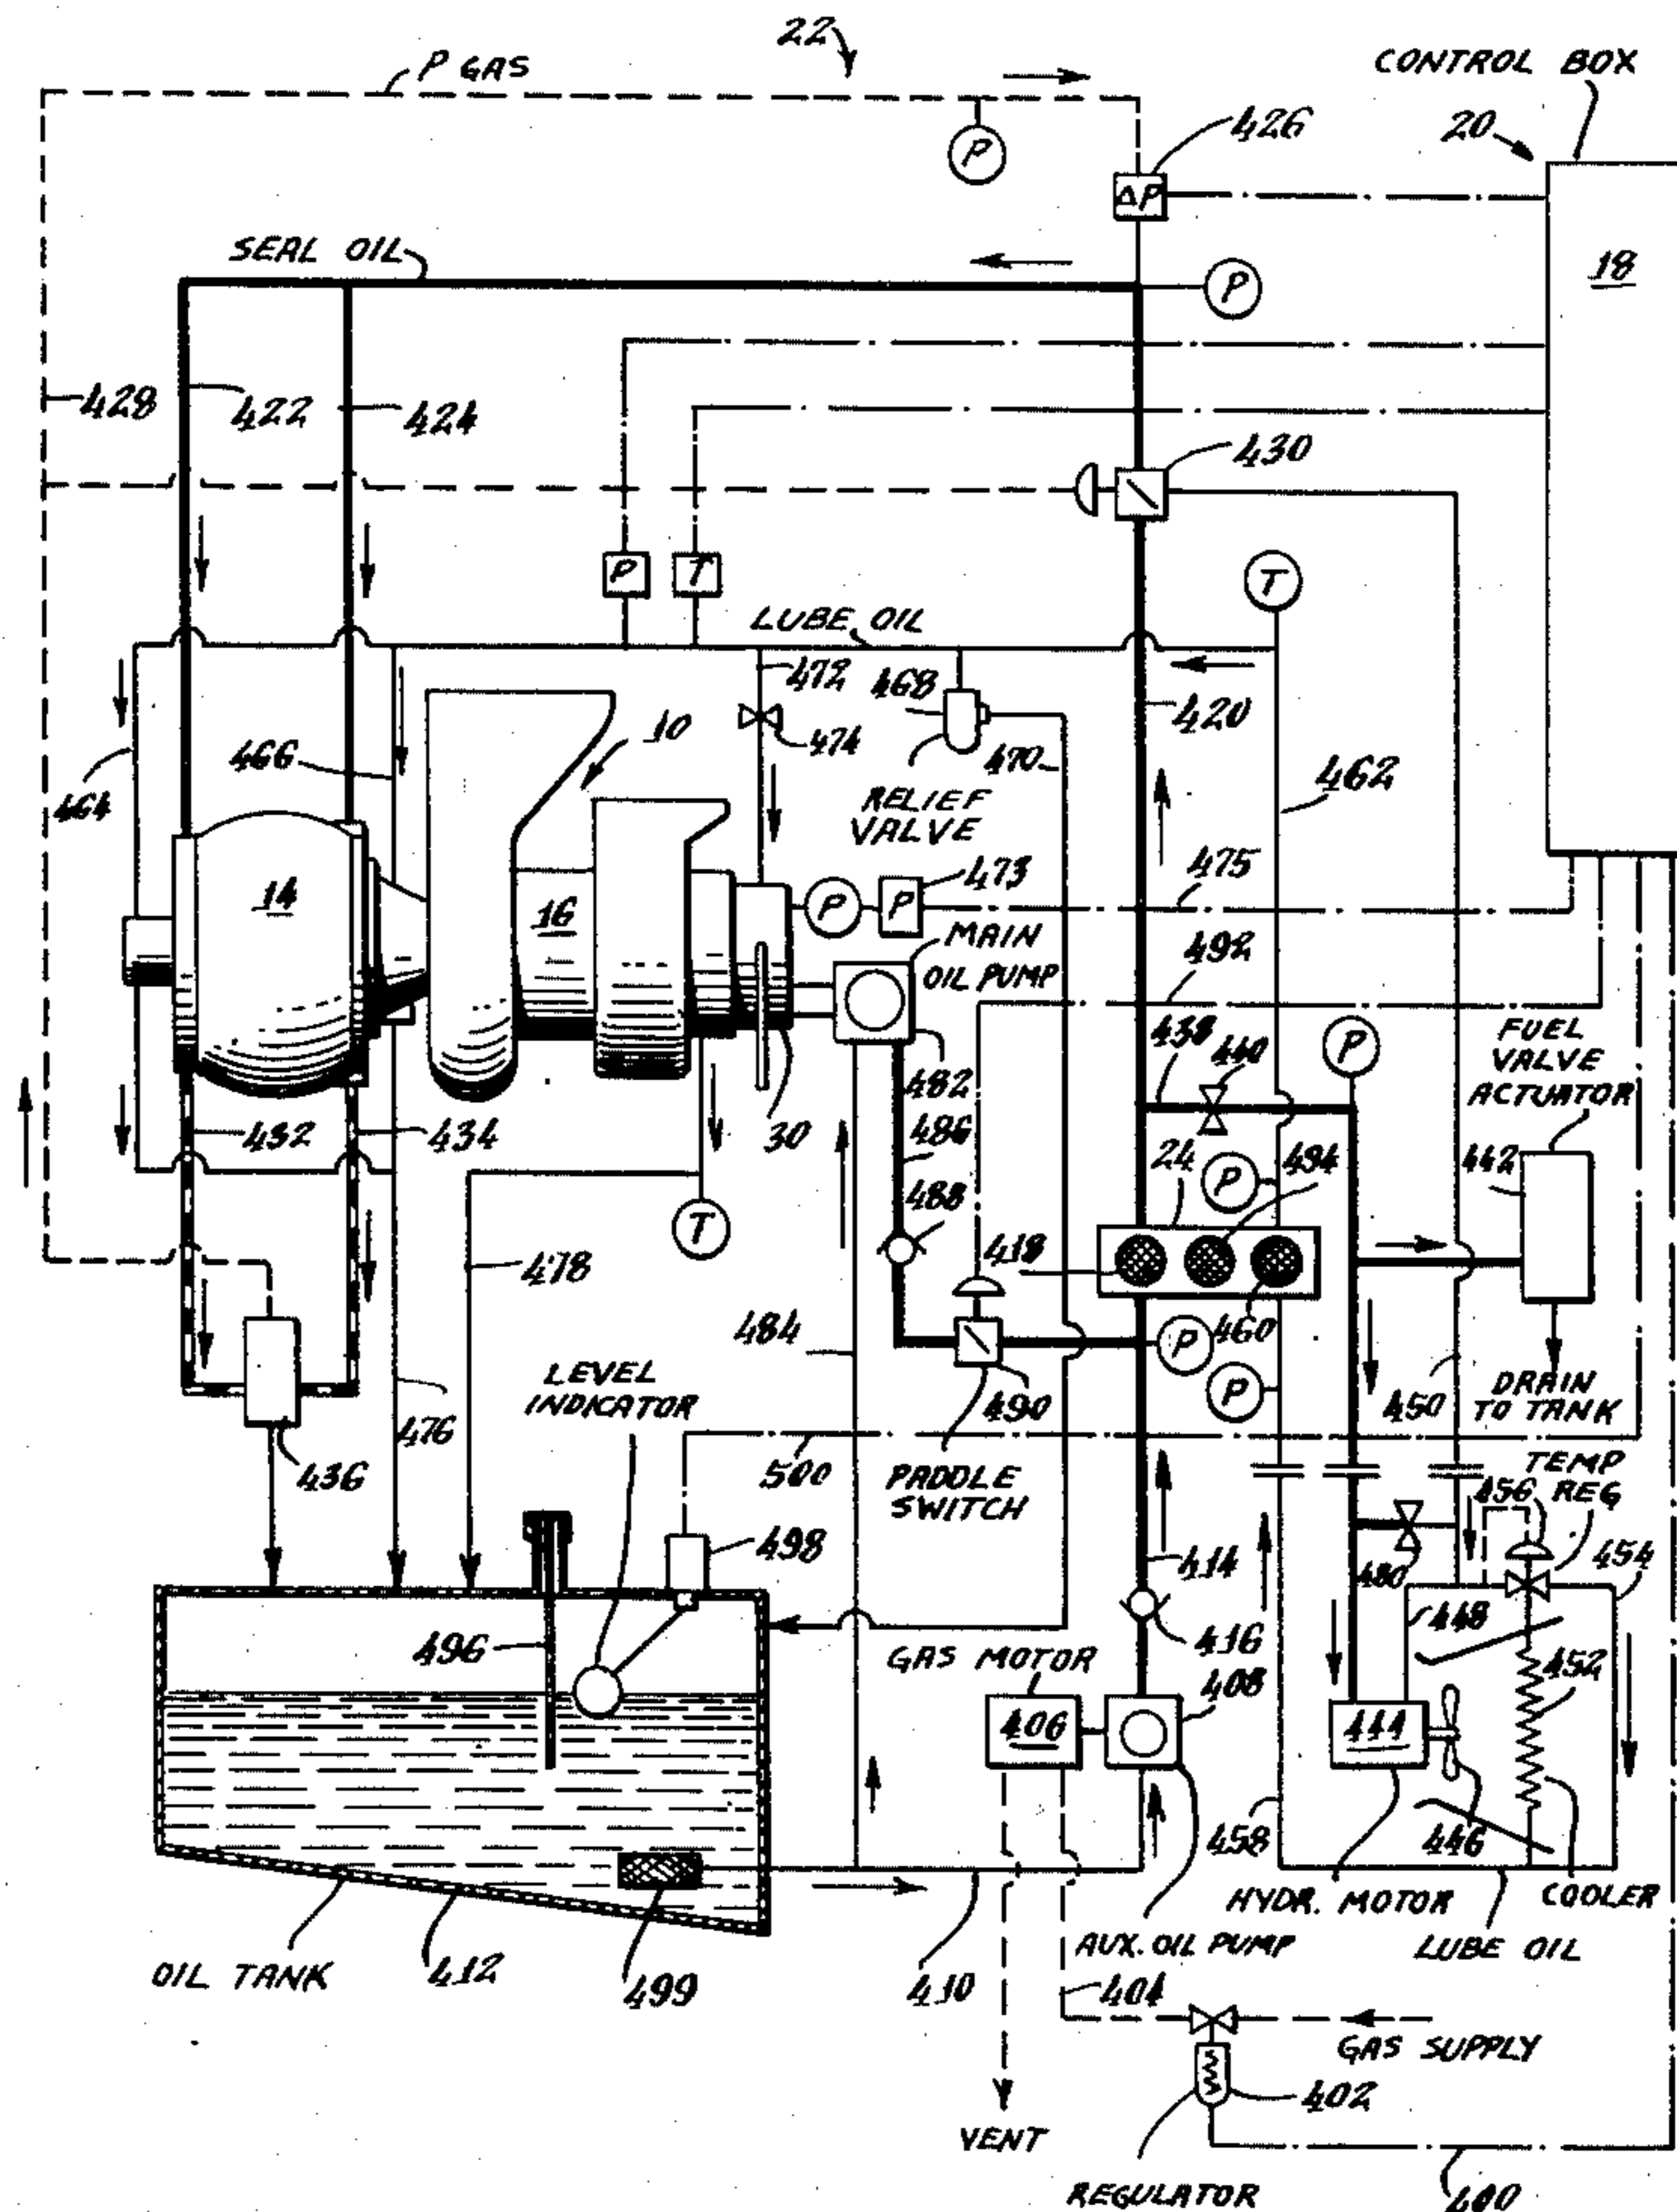 22
P GAS
CONTROL BOX
20
P
426
ΔP
18
SEAL OIL
P
428
422
424
430
P
T
T
LUBE OIL
472
468
420
10
474
470
462
466
464
RELIEF
VALVE
14
16
P
P
473
475
MAIN
OIL PUMP
492
438
440
P
FUEL
VALVE
ACTUATOR
482
432
434
30
486
24
P
494
442
488
T
478
418
484
460
P
P
LEVEL
INDICATOR
490
450
DRAIN
TO TANK
476
436
500
PADDLE
SWITCH
TEMP
REG
456
498
414
480
454
448
496
416
GAS MOTOR
408
452
406
444
458
446
HYDR. MOTOR
COOLER
AUX. OIL PUMP
LUBE OIL
OIL TANK
412
499
410
404
GAS SUPPLY
402
VENT
REGULATOR
400